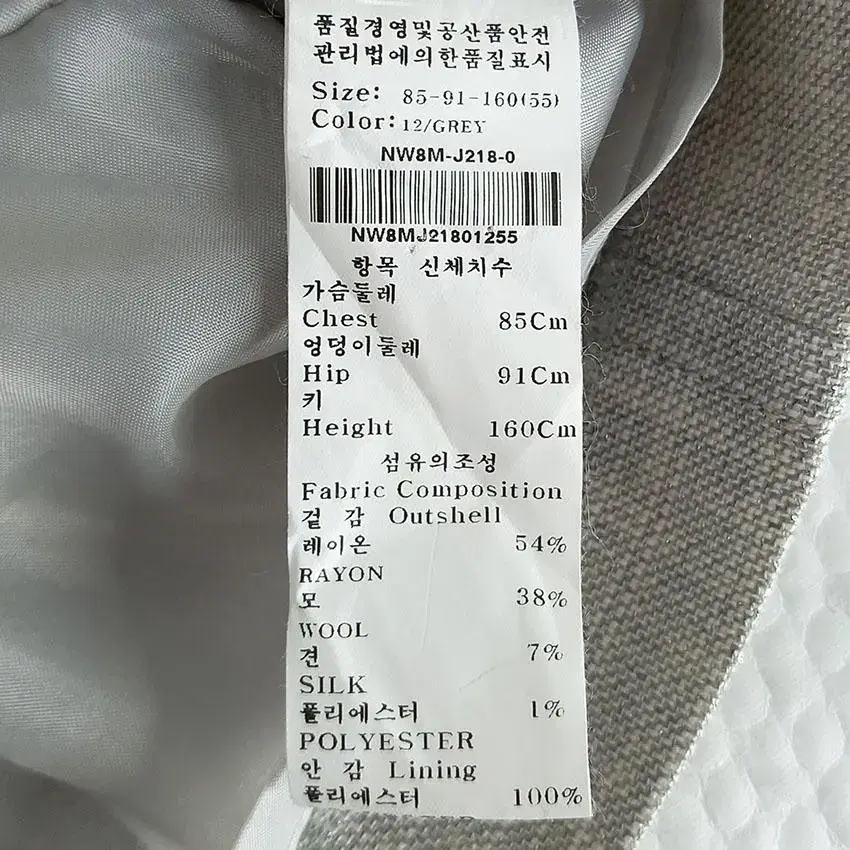 품질경영및공산품안전
관리법에의한품질표시
Size: 85-91-160(55)
Color:12/GREY
NW8M-J218-0
NW8MJ21801255
항목 신체치수
가슴둘레
Chest 85Cm
엉덩이둘레
Hip 91Cm
키
Height 160Cm
섬유의조성
Fabric Composition
겉 감 Outshell
레이온 54%
RAYON
모 38%
WOOL
견 7%
SILK
폴리에스터 1%
POLYESTER
안 감 Lining
폴리에스터 100%